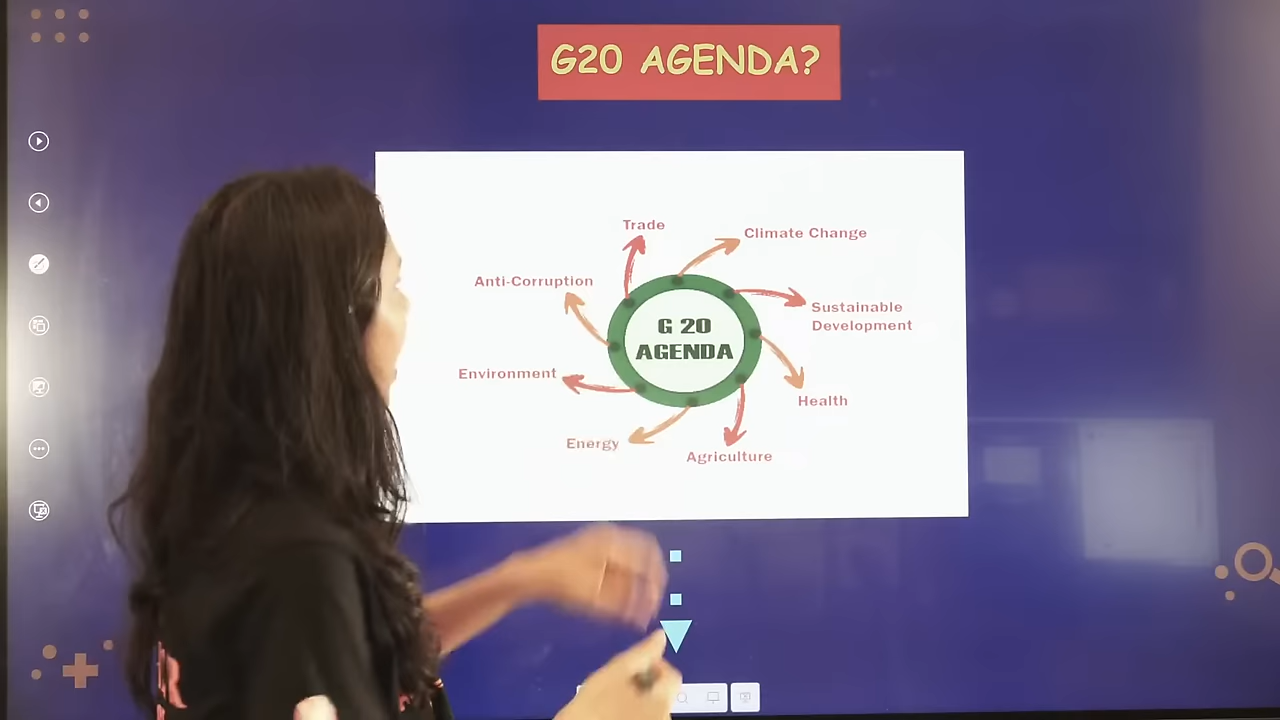 G20 AGENDA?
Trade
Climate Change
Anti-Corruption
Sustainable
Development
G 20
AGENDA
Environment
Health
Energy
Agriculture